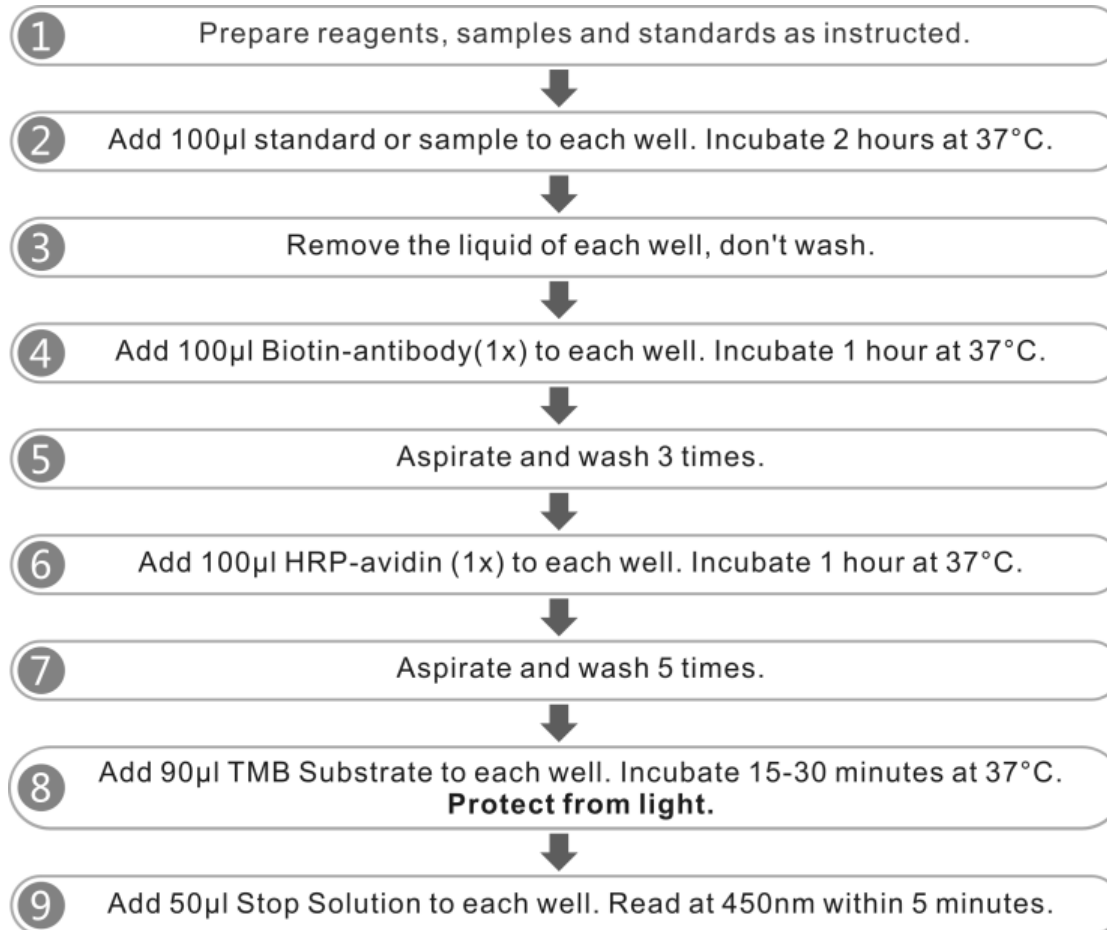 1 Prepare reagents, samples and standards as instructed.
2 Add 100µl standard or sample to each well. Incubate 2 hours at 37°C.
3 Remove the liquid of each well, don't wash.
4 Add 100µl Biotin-antibody(1x) to each well. Incubate 1 hour at 37°C.
5 Aspirate and wash 3 times.
6 Add 100µl HRP-avidin (1x) to each well. Incubate 1 hour at 37°C.
7 Aspirate and wash 5 times.
8 Add 90µl TMB Substrate to each well. Incubate 15-30 minutes at 37°C.
Protect from light.
9 Add 50µl Stop Solution to each well. Read at 450nm within 5 minutes.